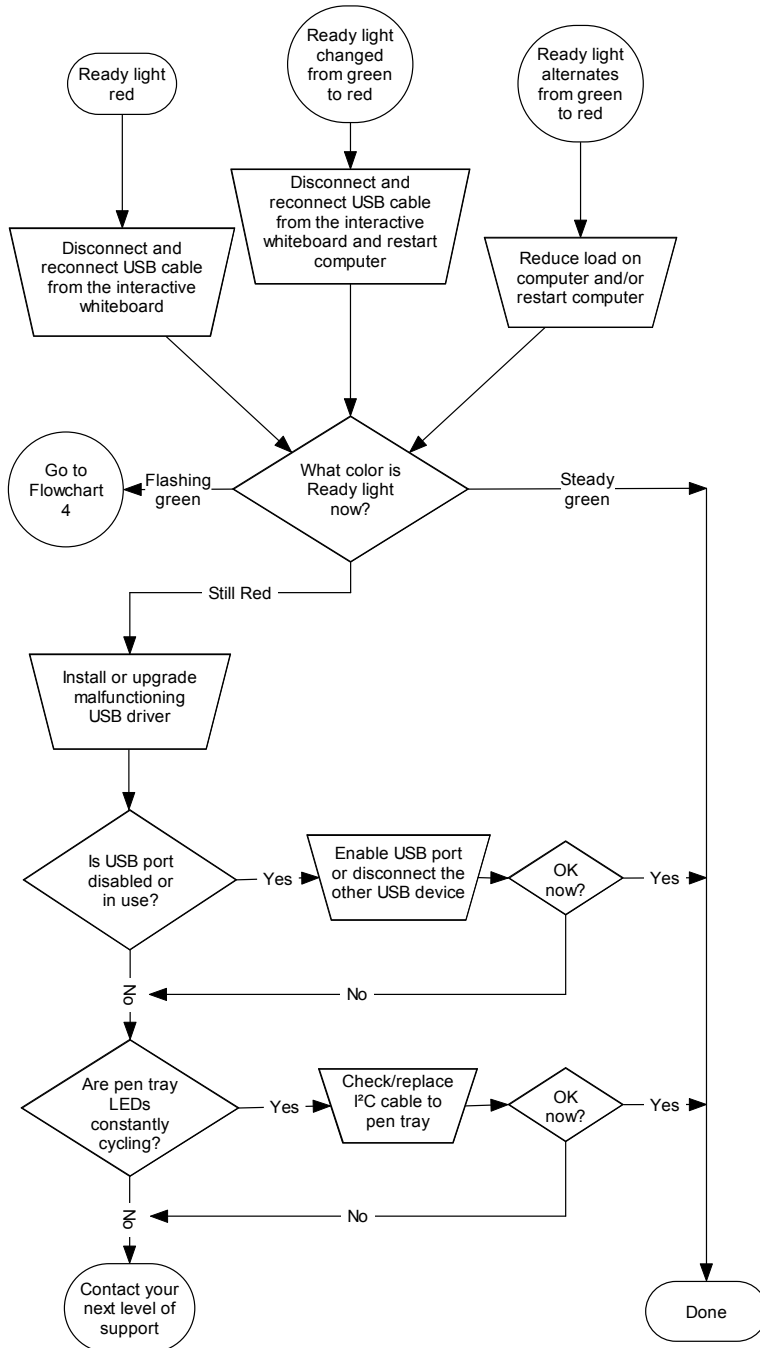 Ready light
red
Ready light
changed
from green
to red
Ready light
alternates
from green
to red
Disconnect and
reconnect USB cable
from the interactive
whiteboard
Disconnect and
reconnect USB cable
from the interactive
whiteboard and restart
computer
Reduce load on
computer and/or
restart computer
Go to
Flowchart
4
Flashing
green
What color is
Ready light
now?
Steady
green
Still Red
Install or upgrade
malfunctioning
USB driver
Is USB port
disabled or
in use?
Yes
Enable USB port
or disconnect the
other USB device
OK
now?
Yes
No
No
Are pen tray
LEDs
constantly
cycling?
Yes
Check/replace
I²C cable to
pen tray
OK
now?
Yes
No
No
Contact your
next level of
support
Done